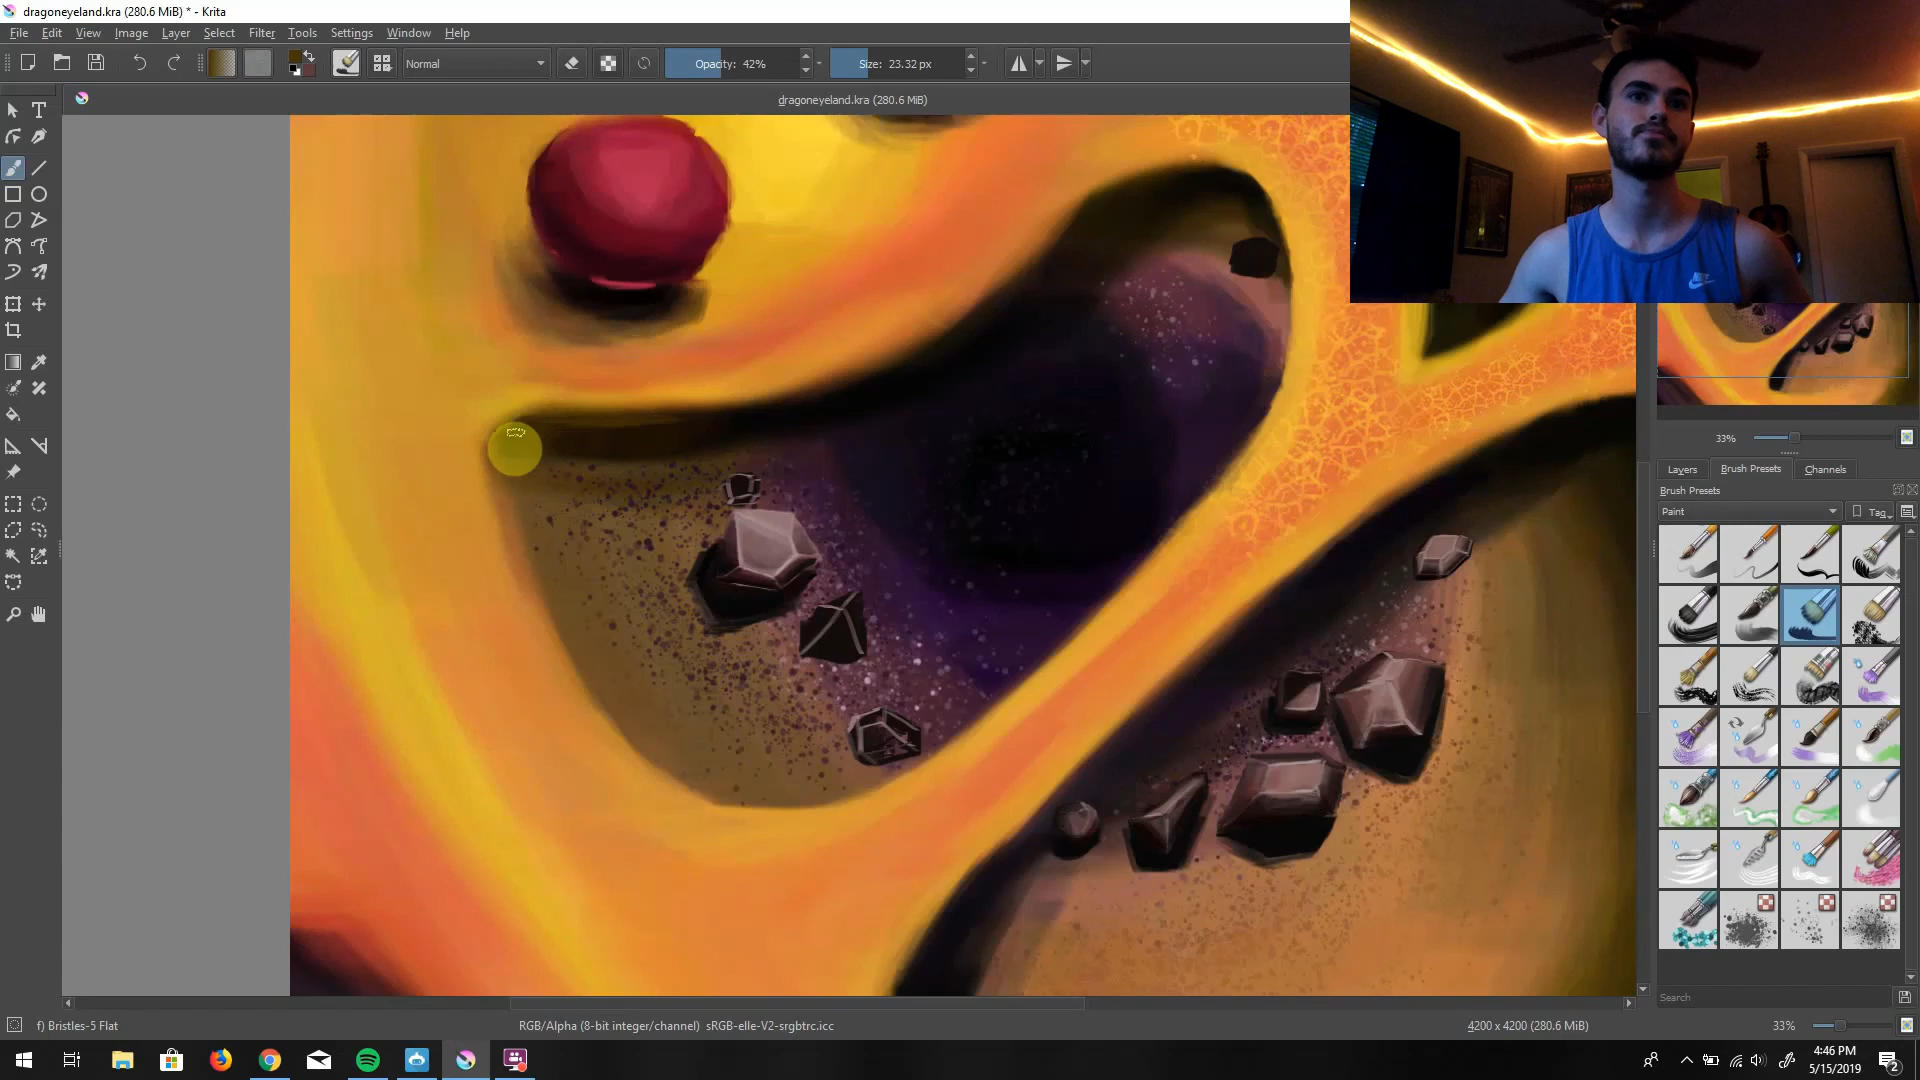 dragoneyeland.kra (280.6 MiB) * - Krita
File Edit View Image Layer Select Filter Tools Settings Window Help
Normal Opacity: 42% Size: 23.32 px
dragoneyeland.kra (280.6 MiB)
33%
Layers Brush Presets Channels
Brush Presets
Paint Tag
Search
f) Bristles-5 Flat RGB/Alpha (8-bit integer/channel) sRGB-elle-V2-srgbtrc.icc 4200 x 4200 (280.6 MiB) 33%
4:46 PM
5/15/2019
2